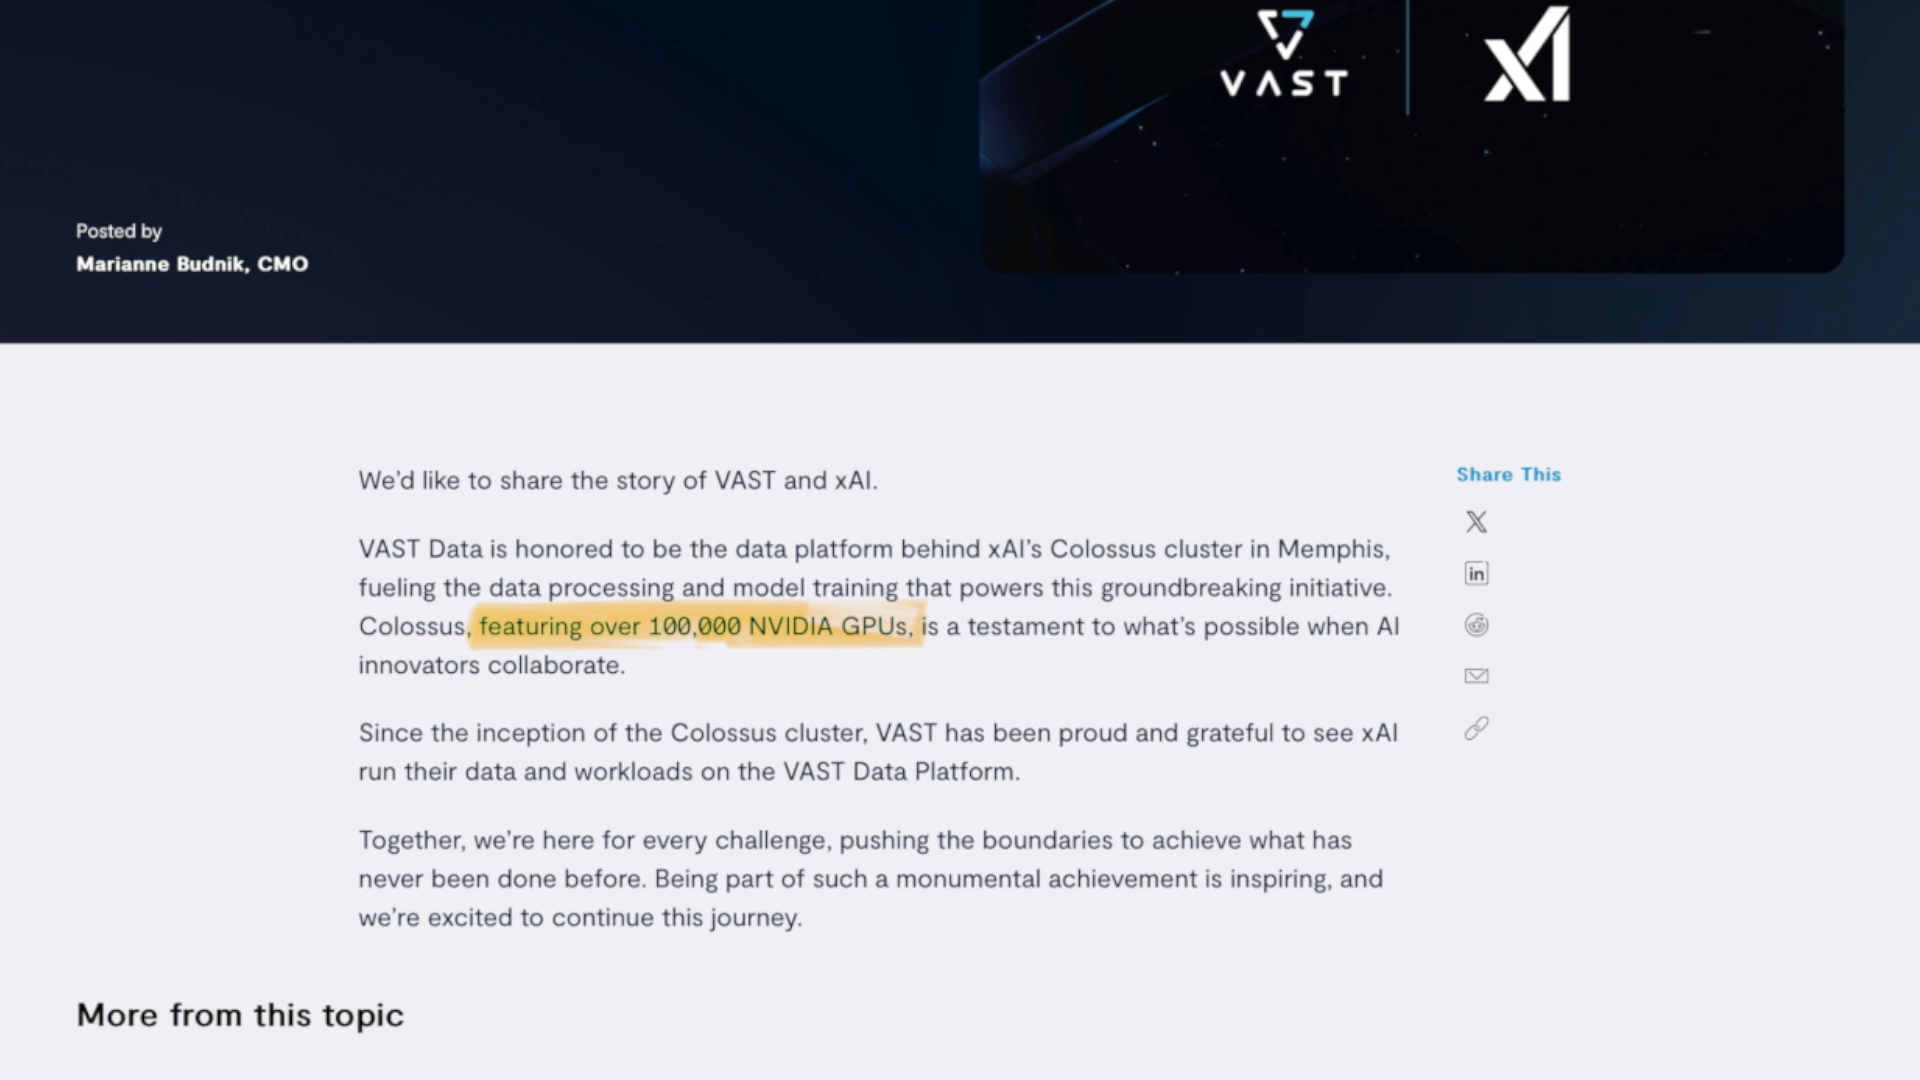 VAST
xAI
Posted by
Marianne Budnik, CMO
We'd like to share the story of VAST and xAI.
Share This
VAST Data is honored to be the data platform behind xAI's Colossus cluster in Memphis,
fueling the data processing and model training that powers this groundbreaking initiative.
Colossus, featuring over 100,000 NVIDIA GPUs, is a testament to what's possible when AI
innovators collaborate.
Since the inception of the Colossus cluster, VAST has been proud and grateful to see xAI
run their data and workloads on the VAST Data Platform.
Together, we're here for every challenge, pushing the boundaries to achieve what has
never been done before. Being part of such a monumental achievement is inspiring, and
we're excited to continue this journey.
More from this topic